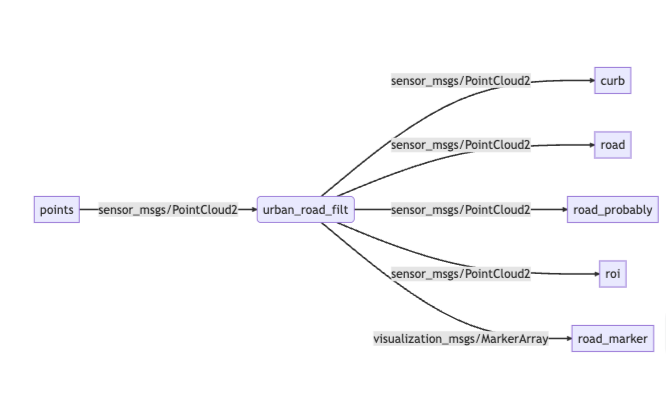 sensor_msgs/PointCloud2
curb
sensor_msgs/PointCloud2
road
points
sensor_msgs/PointCloud2
urban_road_filt
sensor_msgs/PointCloud2
road_probably
sensor_msgs/PointCloud2
roi
visualization_msgs/MarkerArray
road_marker